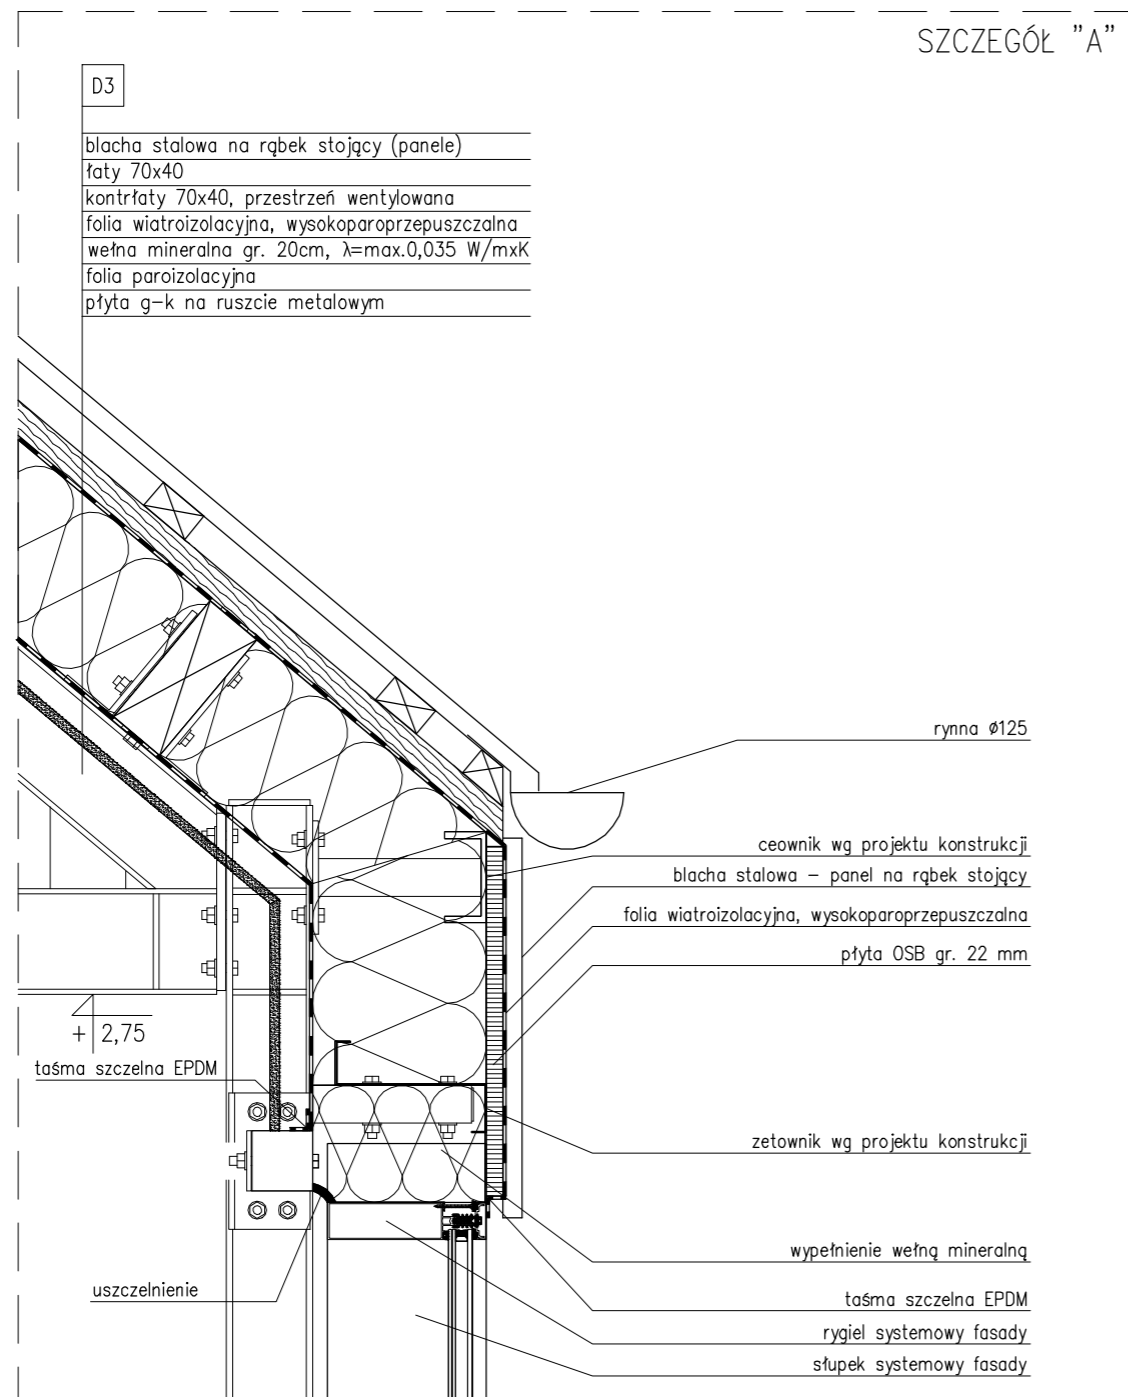 SZCZEGÓŁ "A"
D3
blacha stalowa na rąbek stojący (panele)
łaty 70x40
kontrłaty 70x40, przestrzeń wentylowana
folia wiatroizolacyjna, wysokoparoprzepuszczalna
wełna mineralna gr. 20cm, λ=max.0,035 W/mxK
folia paroizolacyjna
płyta g-k na ruszcie metalowym
rynna Ø125
ceownik wg projektu konstrukcji
blacha stalowa – panel na rąbek stojący
folia wiatroizolacyjna, wysokoparoprzepuszczalna
płyta OSB gr. 22 mm
+ 2,75
taśma szczelna EPDM
zetownik wg projektu konstrukcji
wypełnienie wełną mineralną
uszczelnienie
taśma szczelna EPDM
rygiel systemowy fasady
słupek systemowy fasady